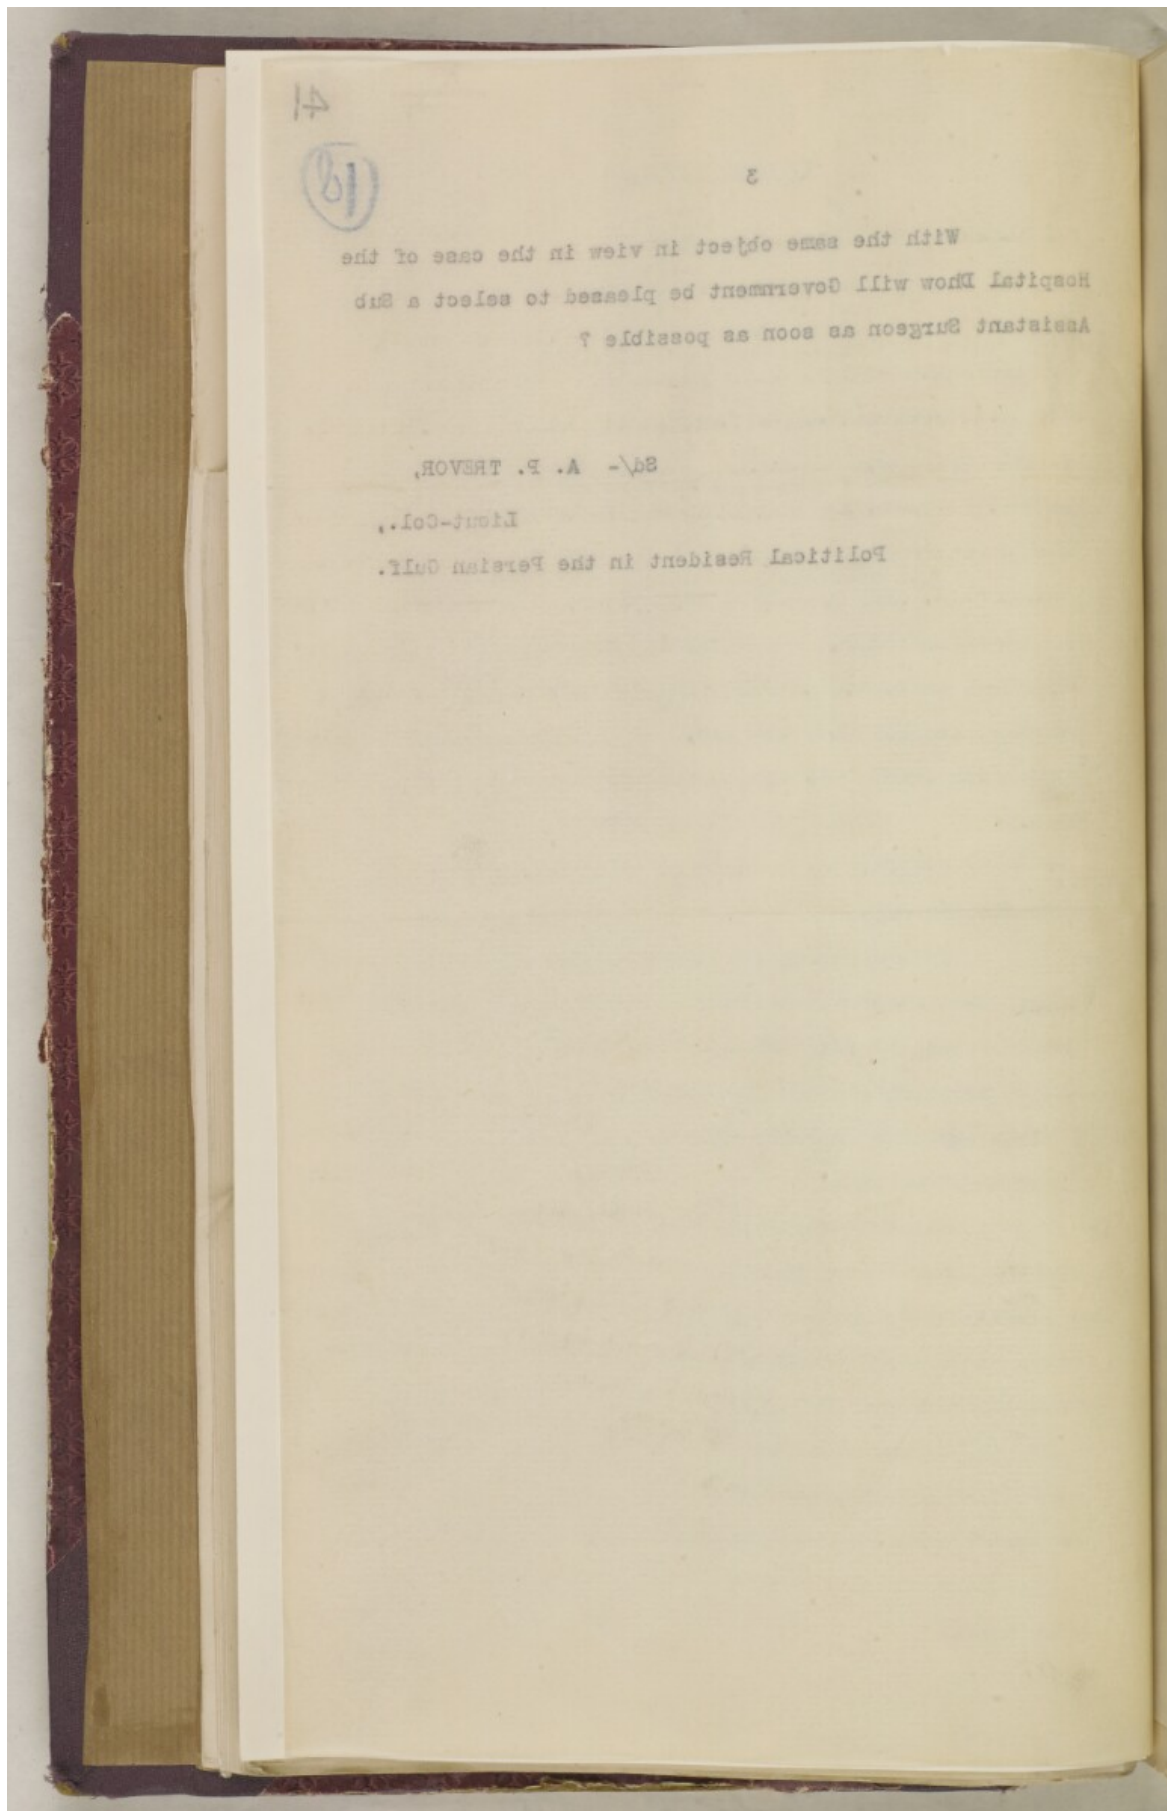 41
18
3
With the same object in view in the case of the
Hospital Dhow will Government be pleased to select a Sub
Assistant Surgeon as soon as possible ?
Sd/- A. P. TREVOR,
Lieut-Col.,
Political Resident in the Persian Gulf.